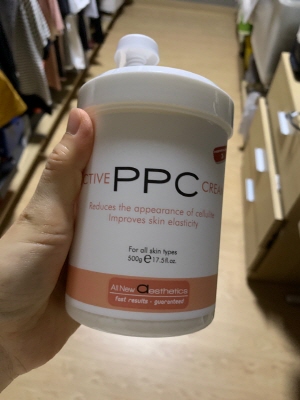 CTIVE PPC CREA
Reduces the appearance of cellulite
Improves skin elasticity
For all skin types
500g ℮ 17.5fl.oz.
All New aesthetics
fast results - guaranteed